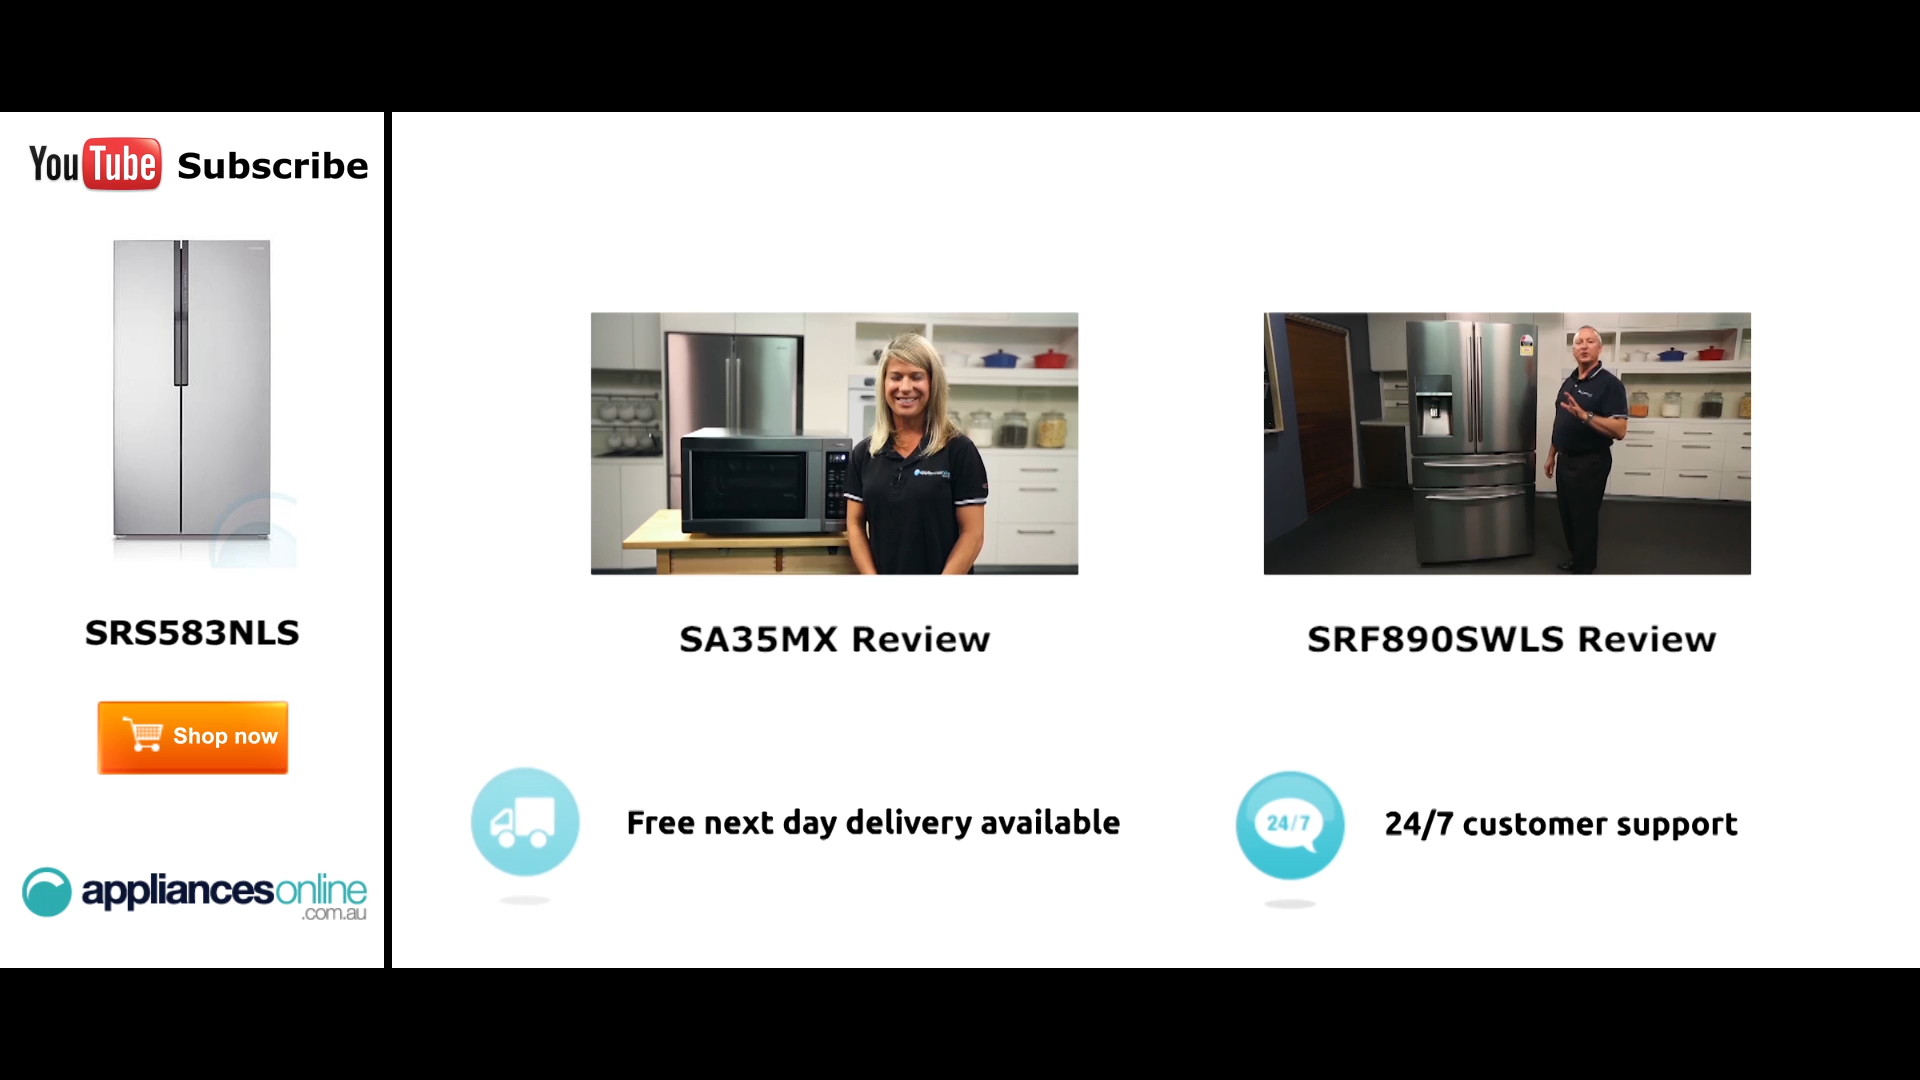 YouTube Subscribe
SRS583NLS
Shop now
appliancesonline
.com.au
SA35MX Review
SRF890SWLS Review
Free next day delivery available
24/7
24/7 customer support